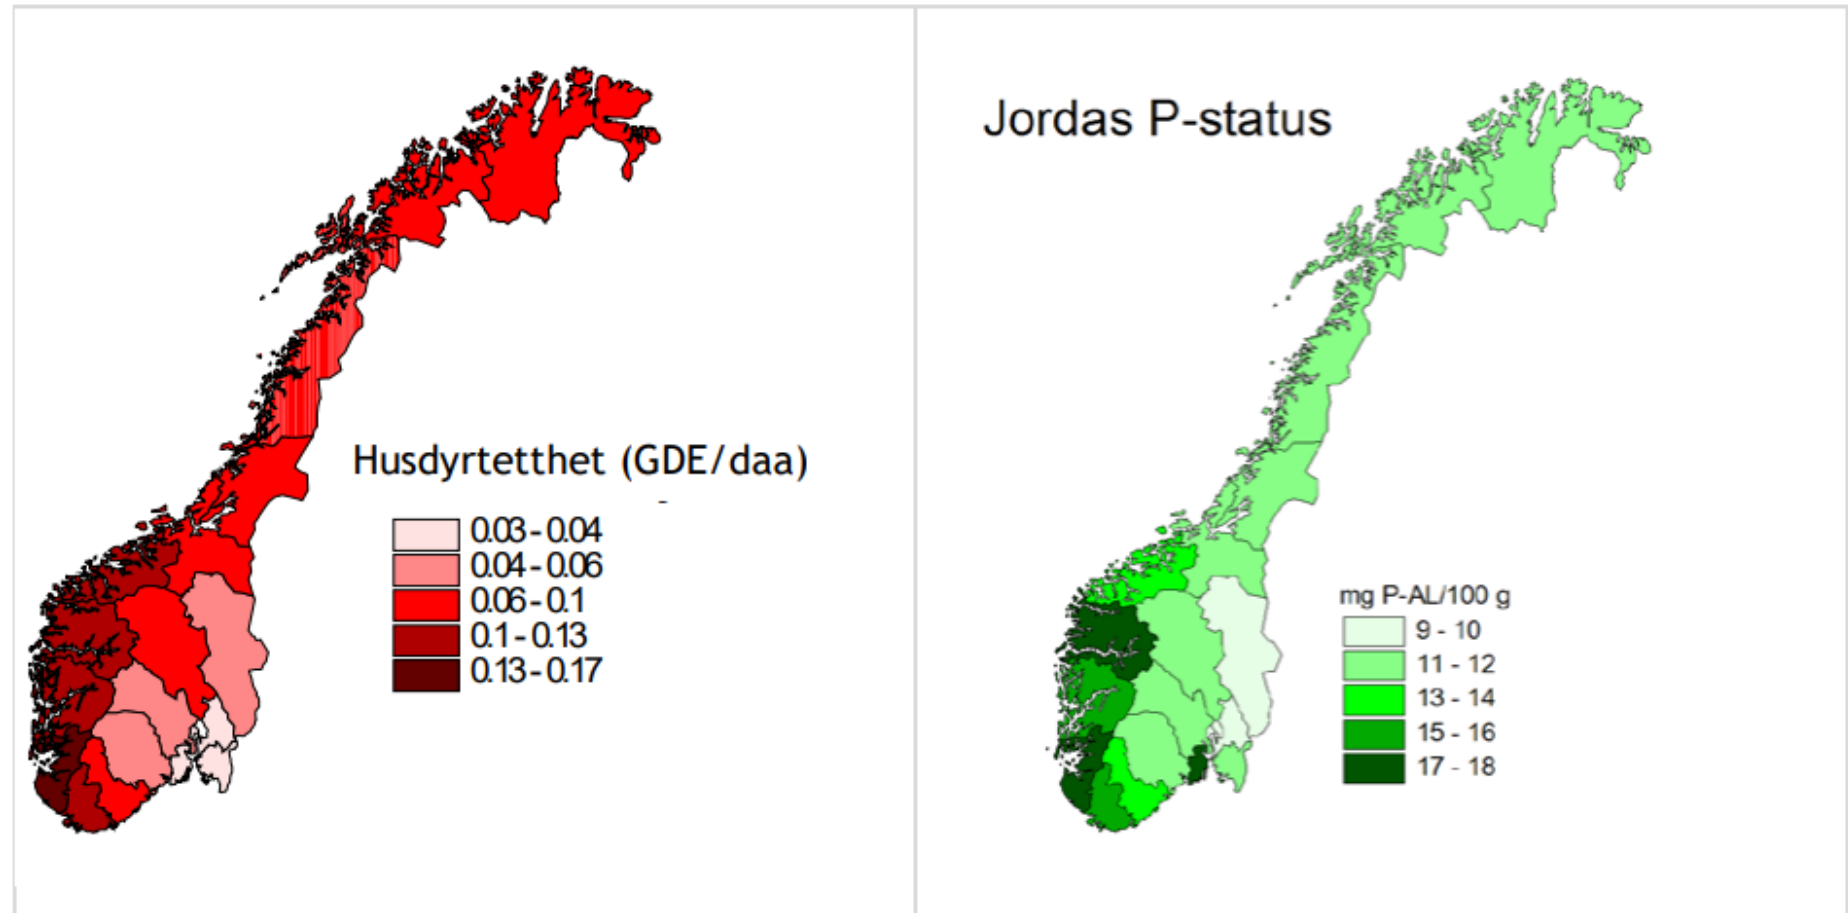 Husdyrtetthet (GDE/daa)
-
0.03-0.04
0.04-0.06
0.06-0.1
0.1-0.13
0.13-0.17
Jordas P-status
mg P-AL/100 g
9 - 10
11 - 12
13 - 14
15 - 16
17 - 18